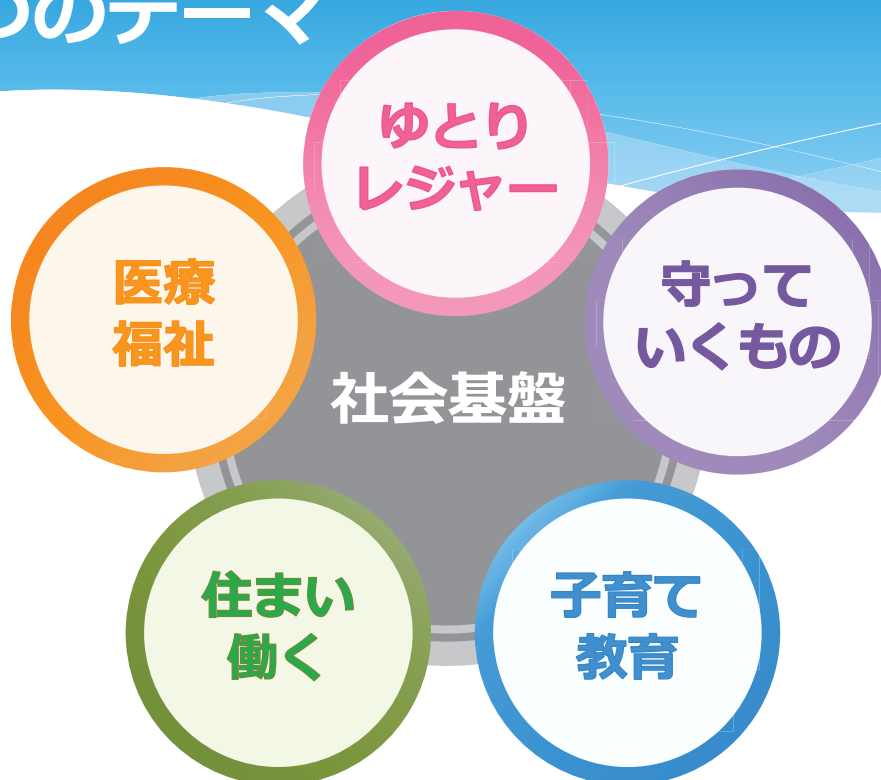 のテーマ
ゆとり
レジャー
医療
福祉
守って
いくもの
社会基盤
住まい
働く
子育て
教育